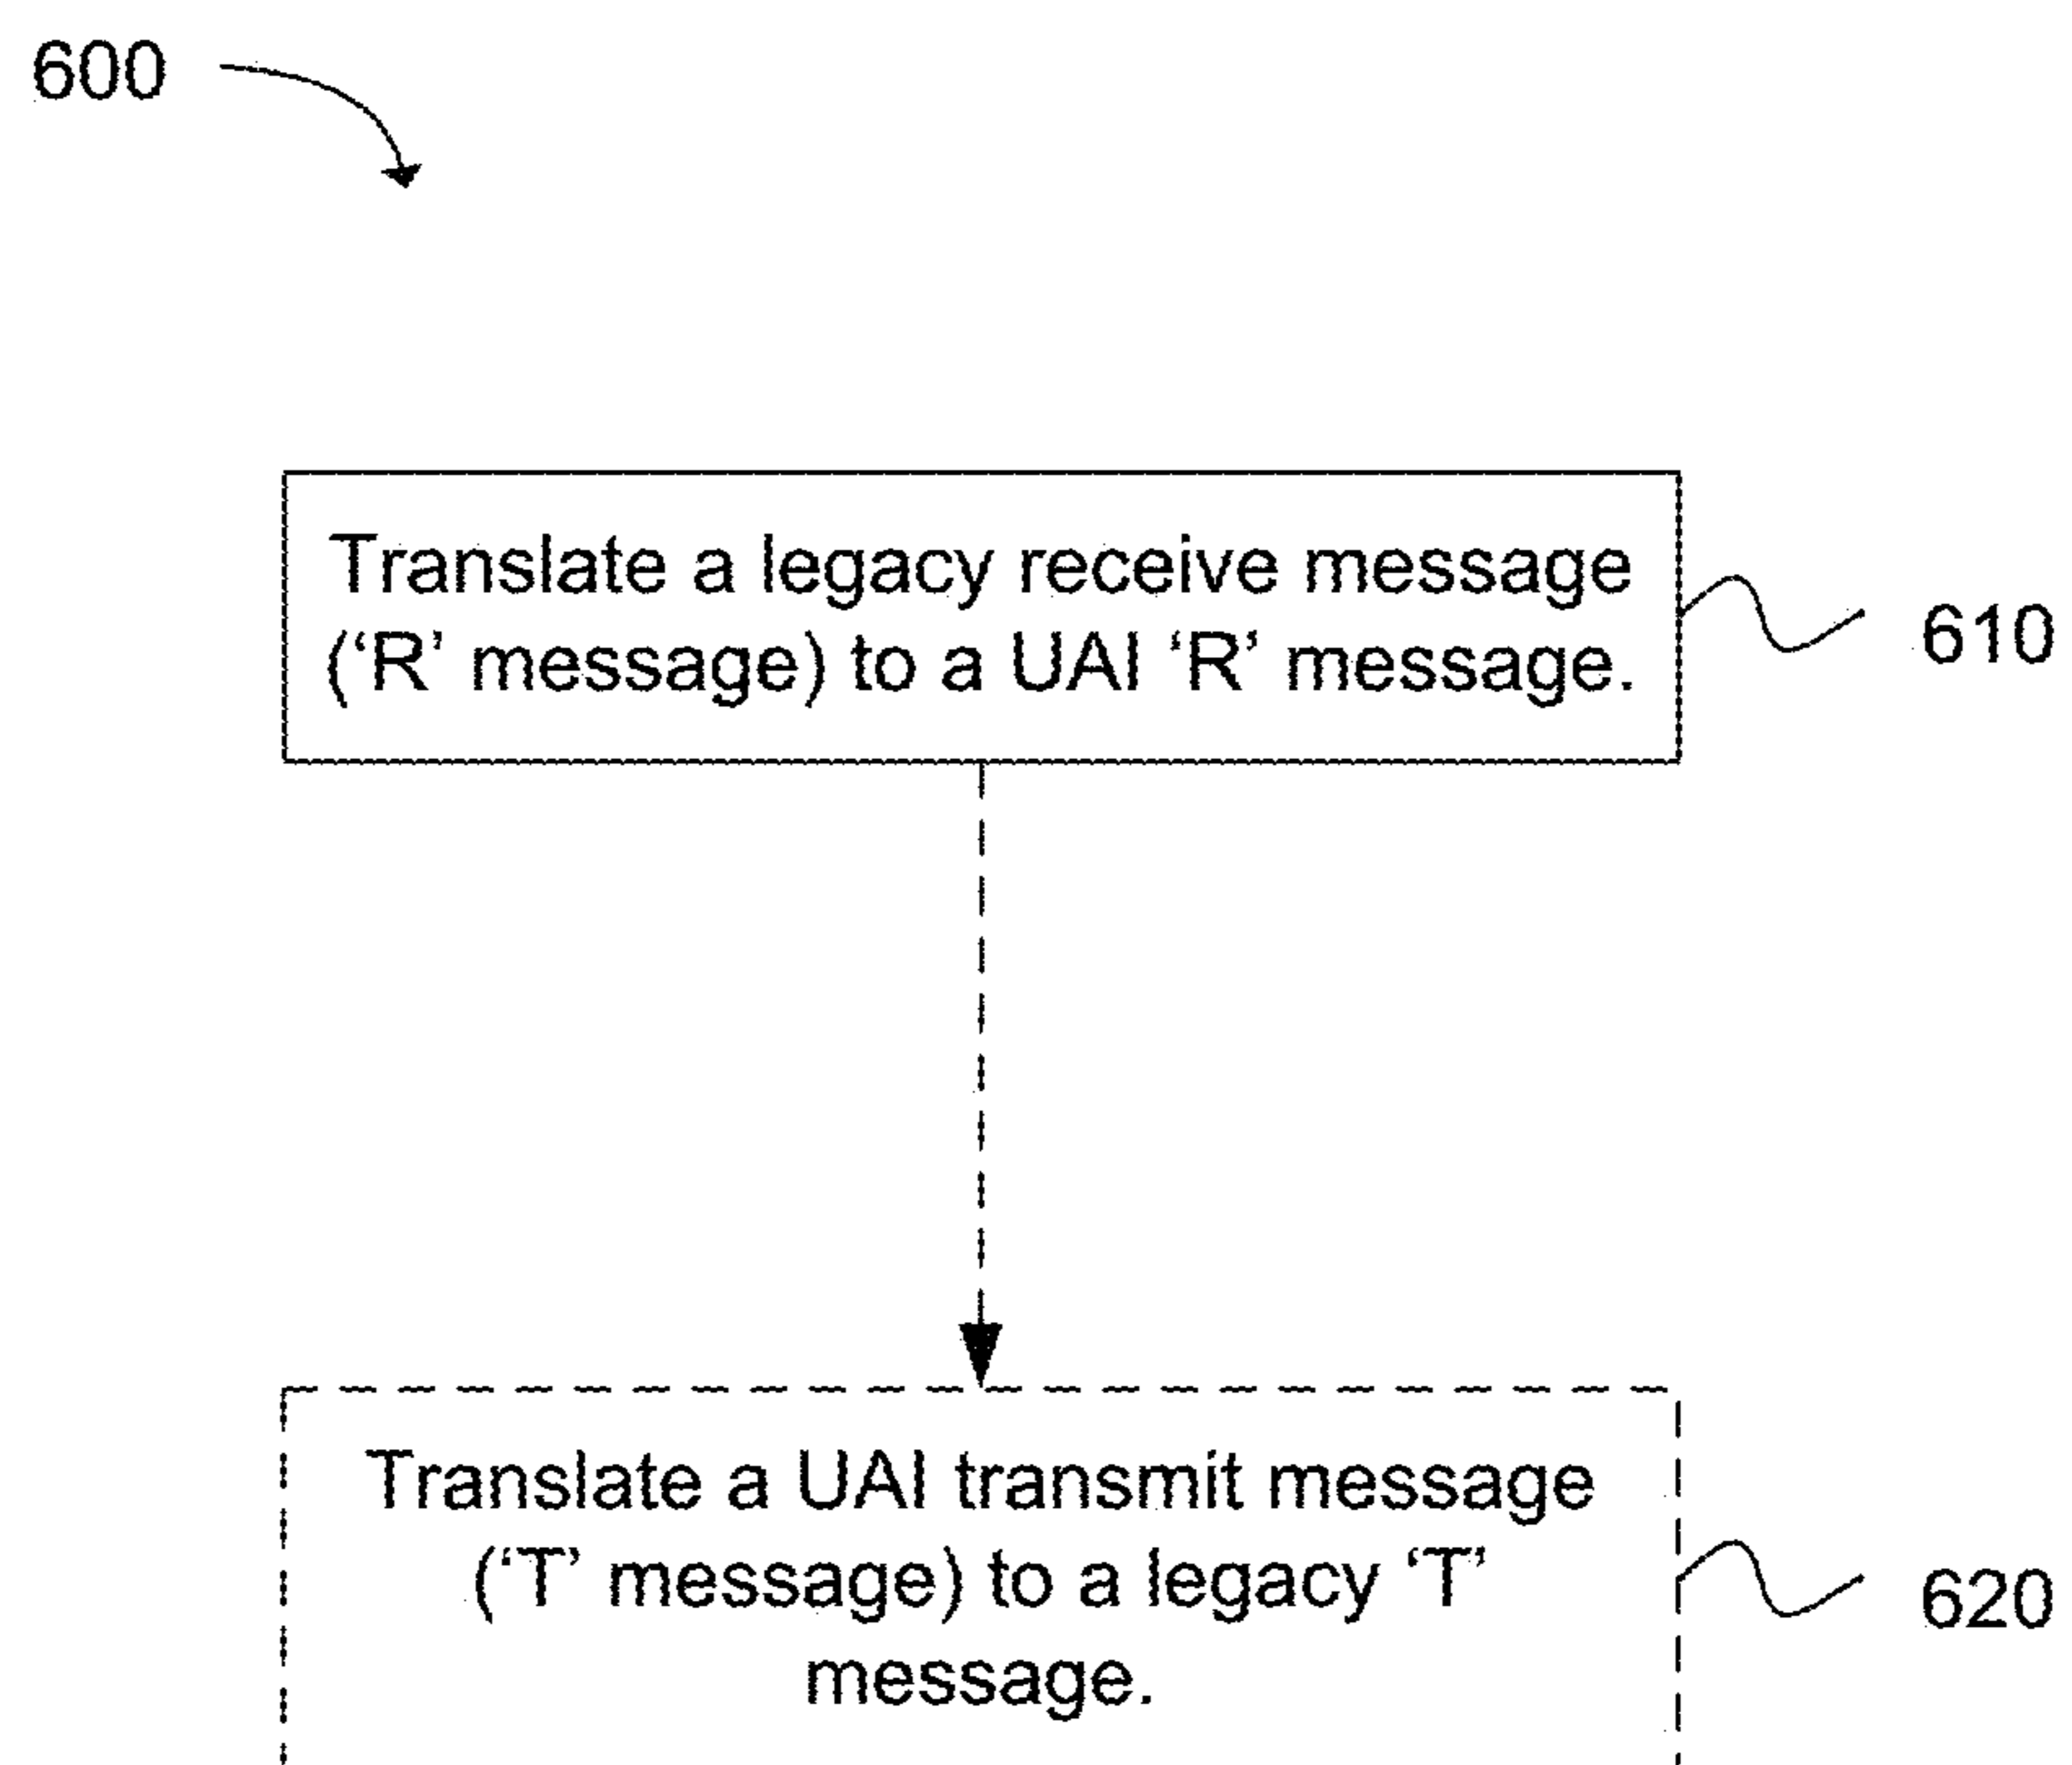 600
Translate a legacy receive message
(‘R’ message) to a UAI ‘R’ message.
610
Translate a UAI transmit message
(‘T’ message) to a legacy ‘T’
message.
620